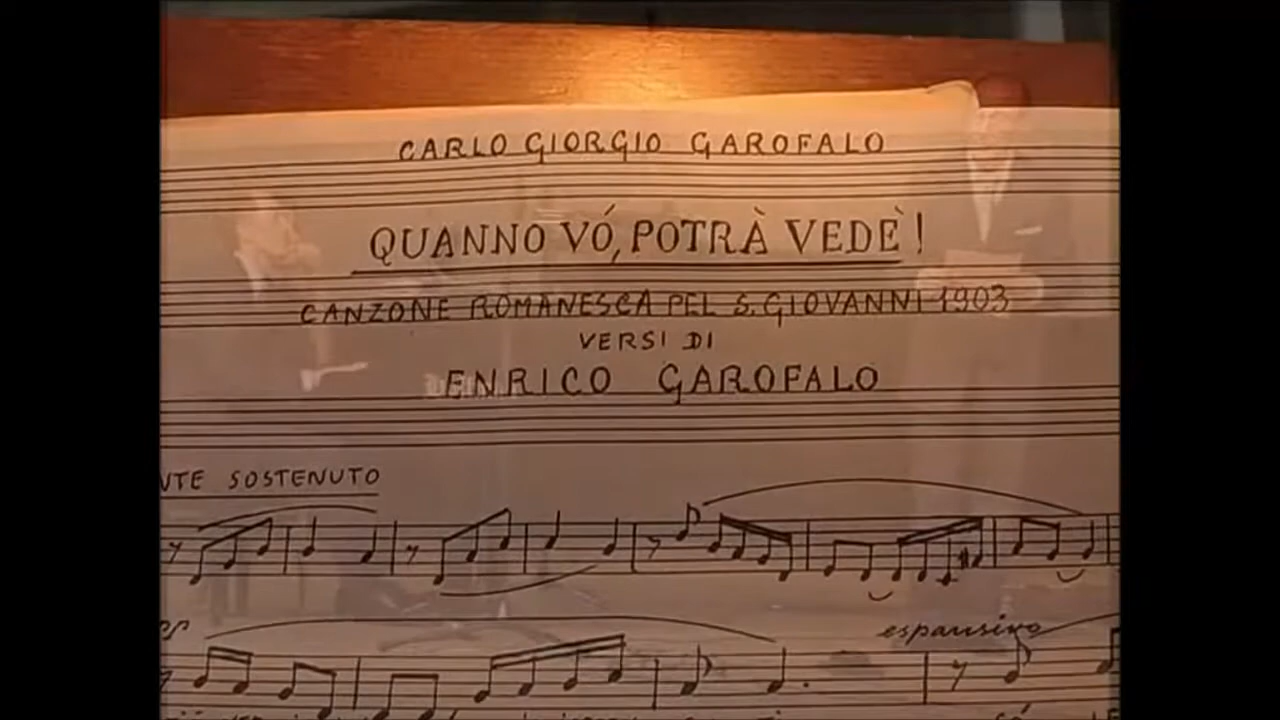 CARLO GIORGIO GAROFALO
QUANNO VÓ, POTRÀ VEDÈ!
CANZONE ROMANESCA PEL S. GIOVANNI 1903
VERSI DI
ENRICO GAROFALO
NTE SOSTENUTO
espansivo